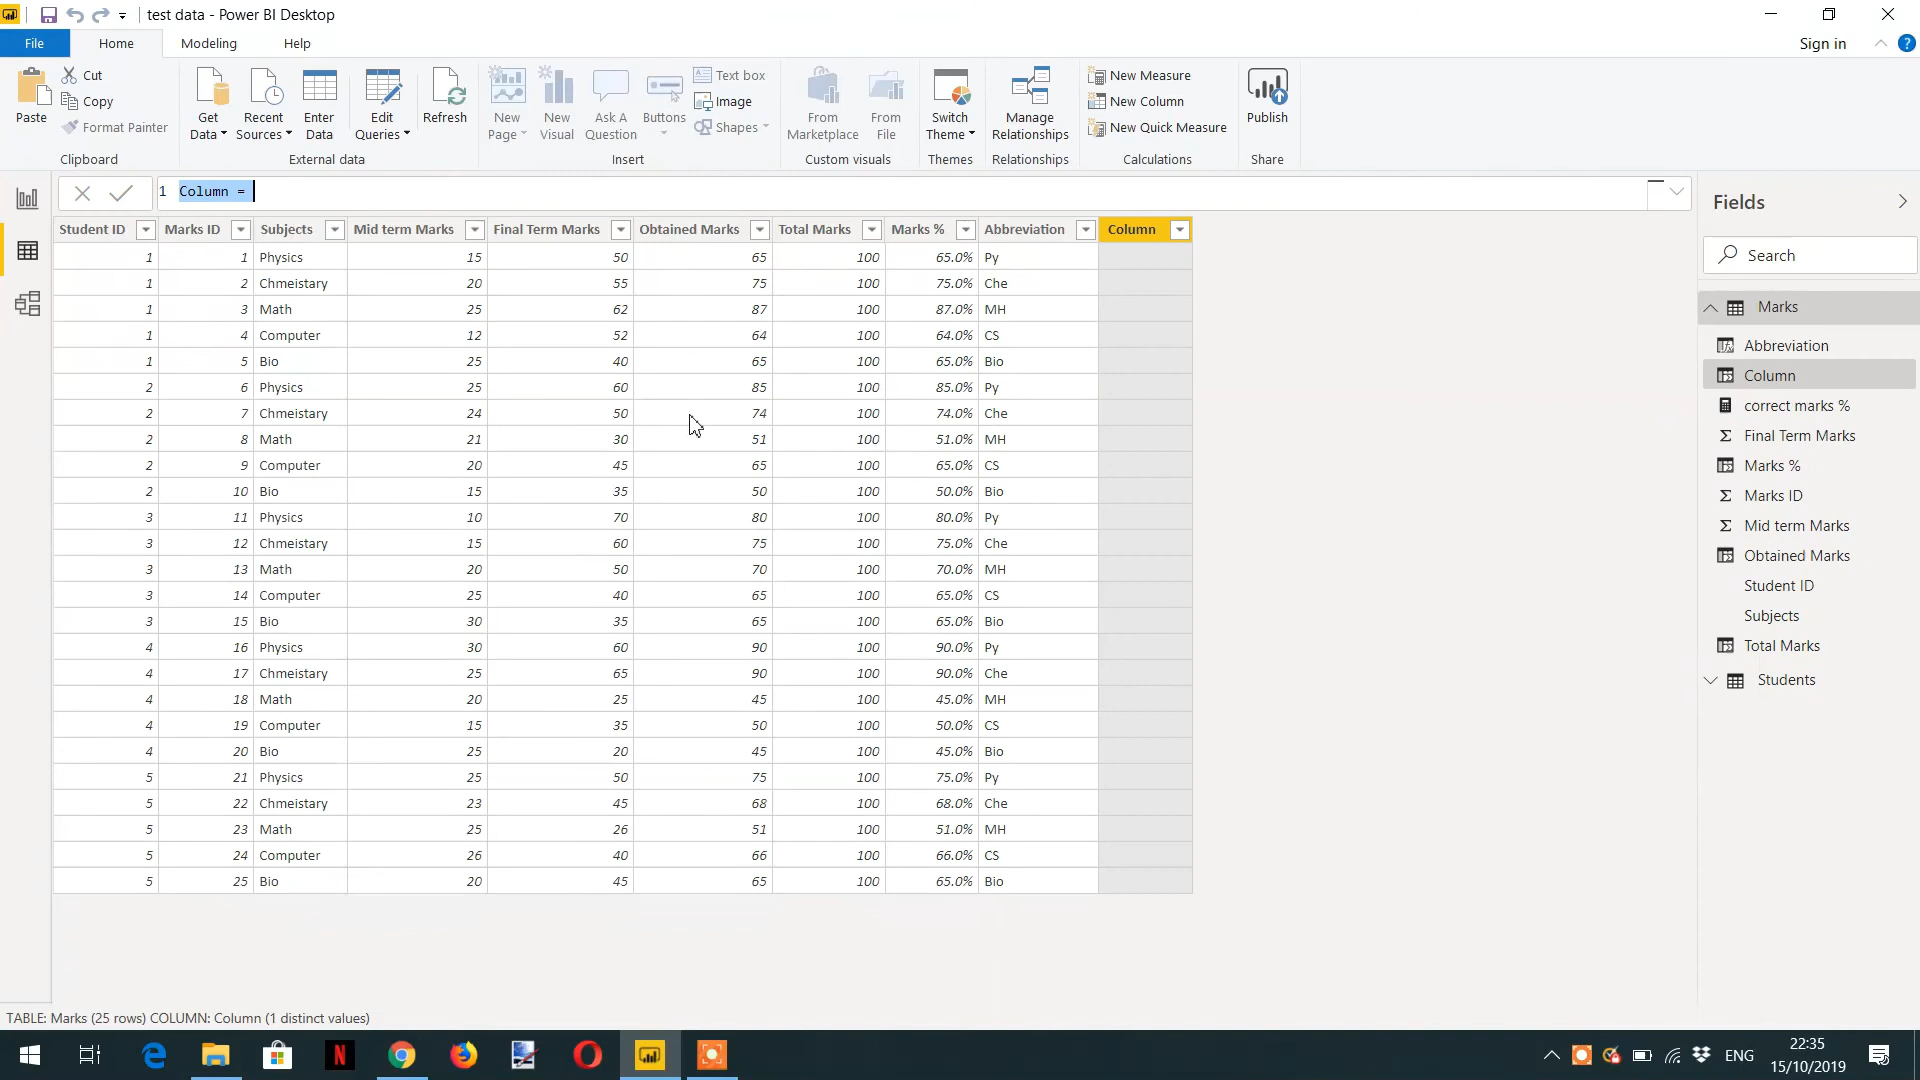 test data - Power BI Desktop
File Home Modeling Help Sign in ?
Paste Cut Copy Format Painter
Clipboard
Get Data Recent Sources Enter Data Edit Queries Refresh
External data
New Page New Visual Ask A Question Buttons Text box Image Shapes
Insert
From Marketplace From File
Custom visuals
Switch Theme
Themes
Manage Relationships
Relationships
New Measure
New Column
New Quick Measure
Calculations
Publish
Share
1 Column =
Student ID Marks ID Subjects Mid term Marks Final Term Marks Obtained Marks Total Marks Marks % Abbreviation Column
1 1 Physics 15 50 65 100 65.0% Py
1 2 Chmeistary 20 55 75 100 75.0% Che
1 3 Math 25 62 87 100 87.0% MH
1 4 Computer 12 52 64 100 64.0% CS
1 5 Bio 25 40 65 100 65.0% Bio
2 6 Physics 25 60 85 100 85.0% Py
2 7 Chmeistary 24 50 74 100 74.0% Che
2 8 Math 21 30 51 100 51.0% MH
2 9 Computer 20 45 65 100 65.0% CS
2 10 Bio 15 35 50 100 50.0% Bio
3 11 Physics 10 70 80 100 80.0% Py
3 12 Chmeistary 15 60 75 100 75.0% Che
3 13 Math 20 50 70 100 70.0% MH
3 14 Computer 25 40 65 100 65.0% CS
3 15 Bio 30 35 65 100 65.0% Bio
4 16 Physics 30 60 90 100 90.0% Py
4 17 Chmeistary 25 65 90 100 90.0% Che
4 18 Math 20 25 45 100 45.0% MH
4 19 Computer 15 35 50 100 50.0% CS
4 20 Bio 25 20 45 100 45.0% Bio
5 21 Physics 25 50 75 100 75.0% Py
5 22 Chmeistary 23 45 68 100 68.0% Che
5 23 Math 25 26 51 100 51.0% MH
5 24 Computer 26 40 66 100 66.0% CS
5 25 Bio 20 45 65 100 65.0% Bio
Fields
Search
Marks
Abbreviation
Column
correct marks %
Final Term Marks
Marks %
Marks ID
Mid term Marks
Obtained Marks
Student ID
Subjects
Total Marks
Students
TABLE: Marks (25 rows) COLUMN: Column (1 distinct values)
ENG
22:35
15/10/2019